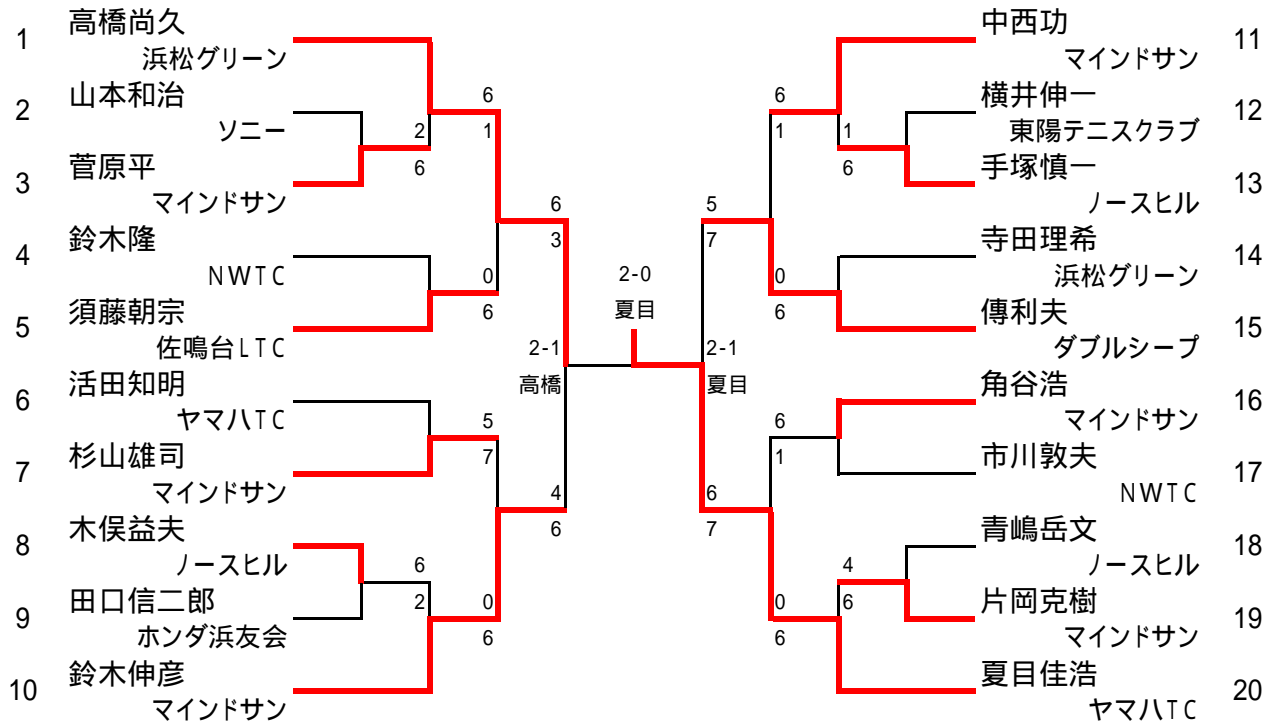 1 高橋尚久
浜松グリーン
2 山本和治
ソニー
3 菅原平
マインドサン
4 鈴木隆
NWTC
5 須藤朝宗
佐鳴台LTC
6 活田知明
ヤマハTC
7 杉山雄司
マインドサン
8 木俣益夫
ノースヒル
9 田口信二郎
ホンダ浜友会
10 鈴木伸彦
マインドサン
6
1
2
6
0
6
5
7
6
2
0
6
6
3
4
6
2-1
高橋
2-0
夏目
2-1
夏目
5
7
6
7
6
1
1
6
0
6
6
1
4
6
0
6
中西功 11
マインドサン
横井伸一 12
東陽テニスクラブ
手塚慎一 13
ノースヒル
寺田理希 14
浜松グリーン
傳利夫 15
ダブルシープ
角谷浩 16
マインドサン
市川敦夫 17
NWTC
青嶋岳文 18
ノースヒル
片岡克樹 19
マインドサン
夏目佳浩 20
ヤマハTC